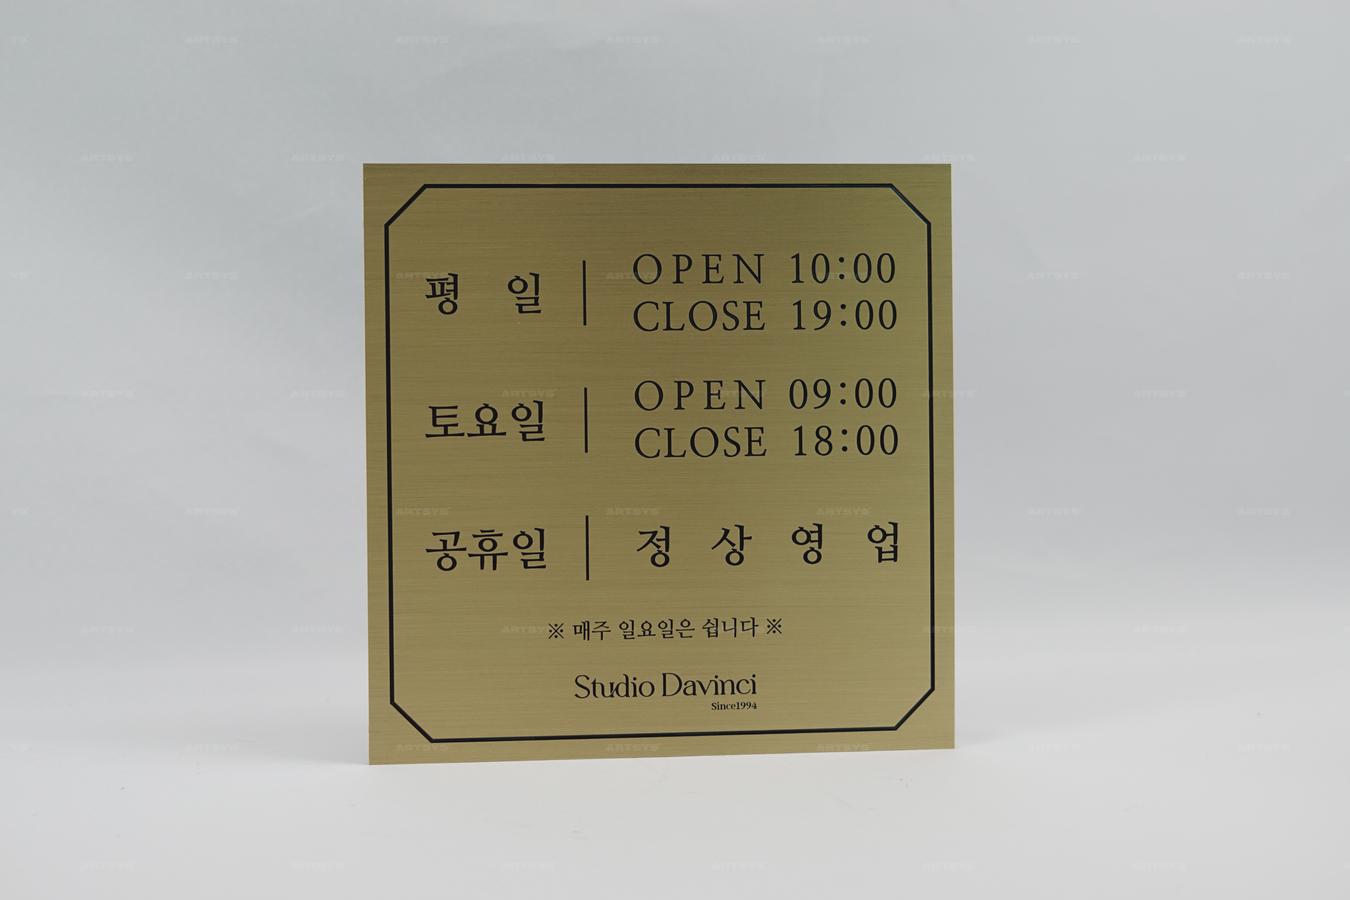 평 일 | OPEN 10:00
CLOSE 19:00
토요일 | OPEN 09:00
CLOSE 18:00
공휴일 | 정 상 영 업
※ 매주 일요일은 쉽니다 ※
Studio Davinci
Since1994
ARTSYS